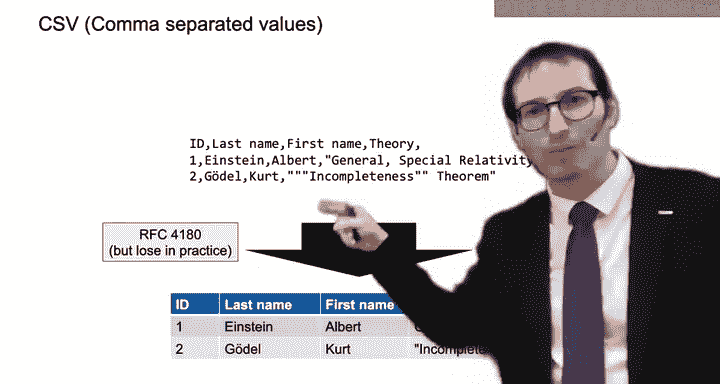 CSV (Comma separated values)
ID,Last name,First name,Theory,
1,Einstein,Albert,"General, Special Relativity
2,Gödel,Kurt,"""Incompleteness"" Theorem"
RFC 4180
(but lose in practice)
ID Last name First name
1 Einstein Albert
2 Gödel Kurt